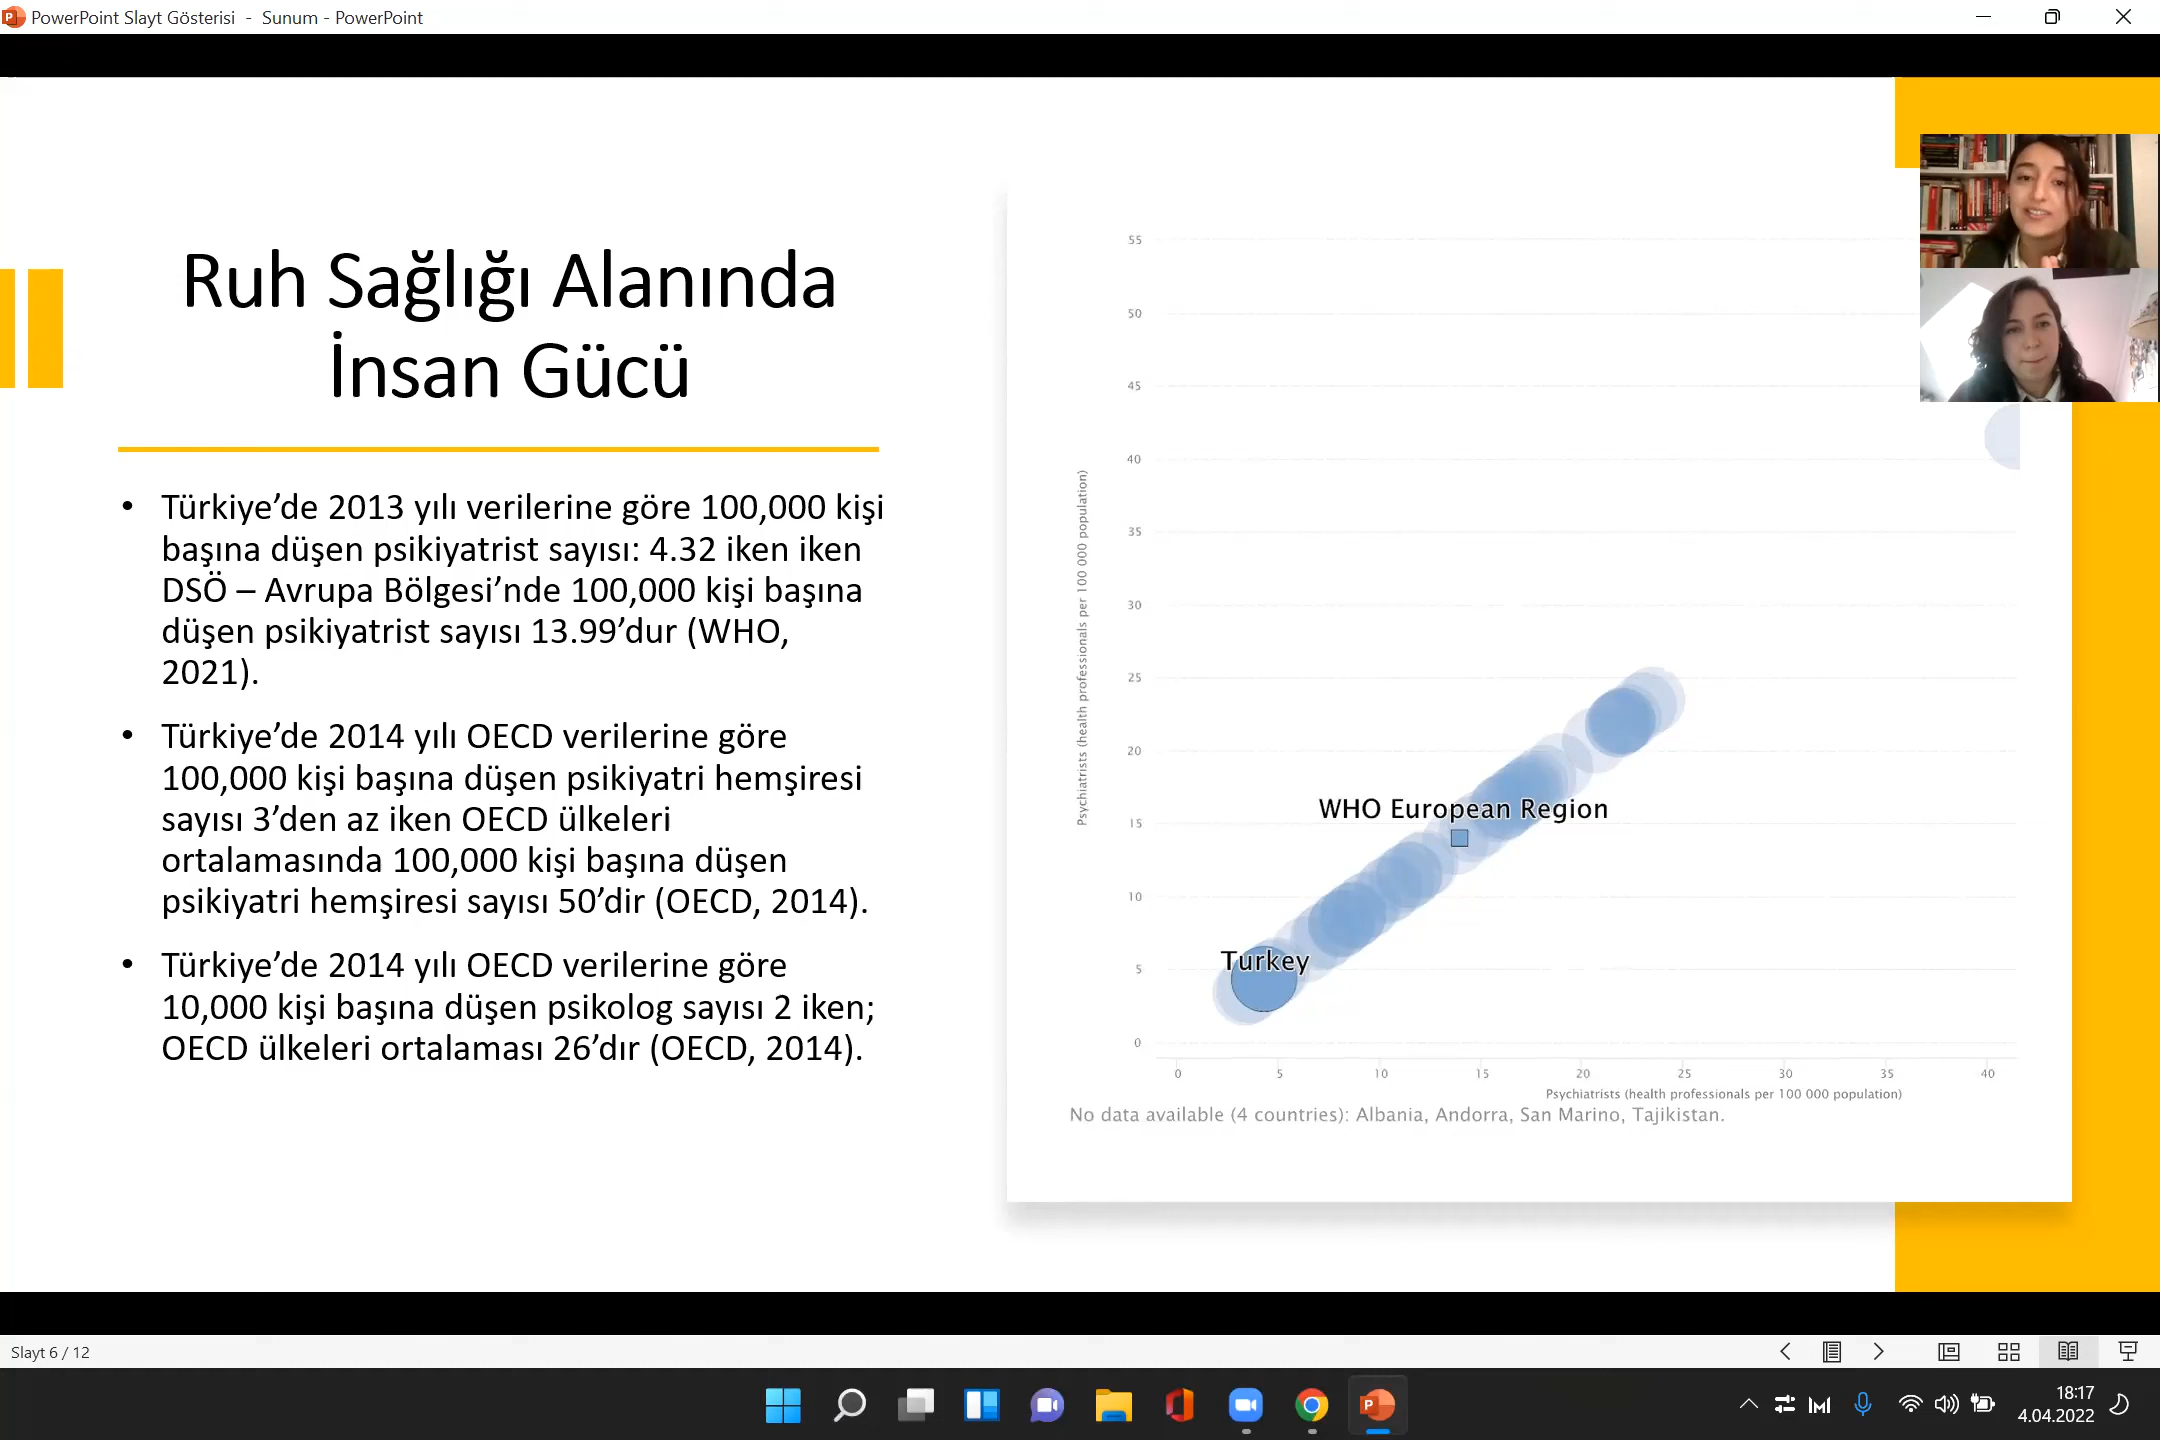 PowerPoint Slayt Gösterisi - Sunum - PowerPoint
Ruh Sağlığı Alanında
İnsan Gücü
• Türkiye’de 2013 yılı verilerine göre 100,000 kişi
başına düşen psikiyatrist sayısı: 4.32 iken iken
DSÖ – Avrupa Bölgesi’nde 100,000 kişi başına
düşen psikiyatrist sayısı 13.99’dur (WHO,
2021).
• Türkiye’de 2014 yılı OECD verilerine göre
100,000 kişi başına düşen psikiyatri hemşiresi
sayısı 3’den az iken OECD ülkeleri
ortalamasında 100,000 kişi başına düşen
psikiyatri hemşiresi sayısı 50’dir (OECD, 2014).
• Türkiye’de 2014 yılı OECD verilerine göre
10,000 kişi başına düşen psikolog sayısı 2 iken;
OECD ülkeleri ortalaması 26’dır (OECD, 2014).
Psychiatrists (health professionals per 100 000 population)
55
50
45
40
35
30
25
20
15
10
5
0
WHO European Region
Turkey
0 5 10 15 20 25 30 35 40
Psychiatrists (health professionals per 100 000 population)
No data available (4 countries): Albania, Andorra, San Marino, Tajikistan.
Slayt 6 / 12
18:17
4.04.2022